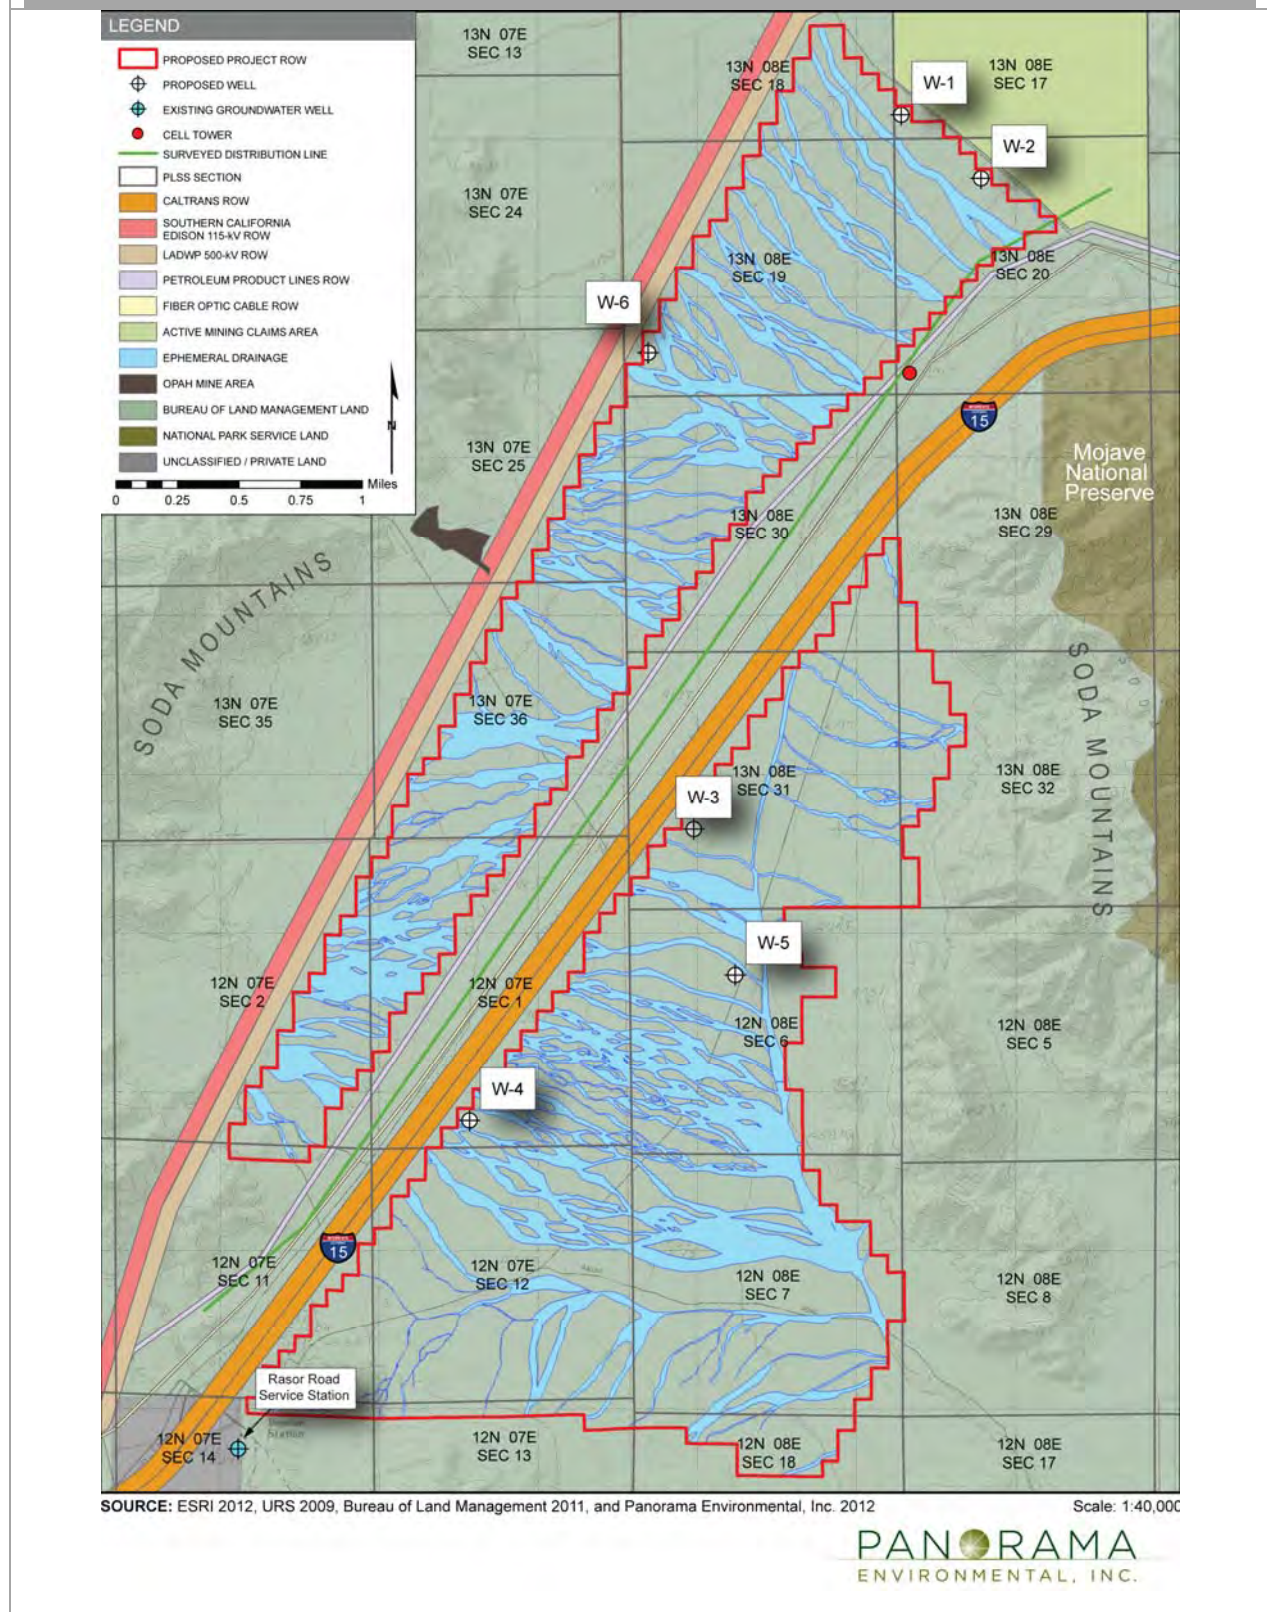 LEGEND
PROPOSED PROJECT ROW
PROPOSED WELL
EXISTING GROUNDWATER WELL
CELL TOWER
SURVEYED DISTRIBUTION LINE
PLSS SECTION
CALTRANS ROW
SOUTHERN CALIFORNIA
EDISON 115-kV ROW
LADWP 500-kV ROW
PETROLEUM PRODUCT LINES ROW
FIBER OPTIC CABLE ROW
ACTIVE MINING CLAIMS AREA
EPHEMERAL DRAINAGE
OPAH MINE AREA
BUREAU OF LAND MANAGEMENT LAND
NATIONAL PARK SERVICE LAND
UNCLASSIFIED / PRIVATE LAND
N
Miles
0 0.25 0.5 0.75 1
13N 07E
SEC 13
13N 08E
SEC 18
W-1
13N 08E
SEC 17
W-2
13N 07E
SEC 24
13N 08E
SEC 19
13N 08E
SEC 20
W-6
15
13N 07E
SEC 25
Mojave
National
Preserve
13N 08E
SEC 30
13N 08E
SEC 29
SODA MOUNTAINS
SODA MOUNTAINS
13N 07E
SEC 35
13N 07E
SEC 36
13N 08E
SEC 31
13N 08E
SEC 32
W-3
W-5
12N 07E
SEC 2
12N 07E
SEC 1
12N 08E
SEC 6
12N 08E
SEC 5
W-4
15
12N 07E
SEC 11
12N 07E
SEC 12
12N 08E
SEC 7
12N 08E
SEC 8
Rasor Road
Service Station
12N 07E
SEC 14
12N 07E
SEC 13
12N 08E
SEC 18
12N 08E
SEC 17
SOURCE: ESRI 2012, URS 2009, Bureau of Land Management 2011, and Panorama Environmental, Inc. 2012
Scale: 1:40,000
PANORAMA
ENVIRONMENTAL, INC.